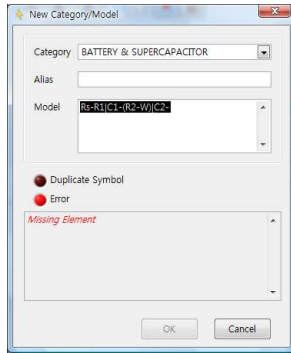 New Category/Model
Category BATTERY & SUPERCAPACITOR
Alias
Model Rs-R1|C1-(R2-W)|C2-
Duplicate Symbol
Error
Missing Element
OK Cancel